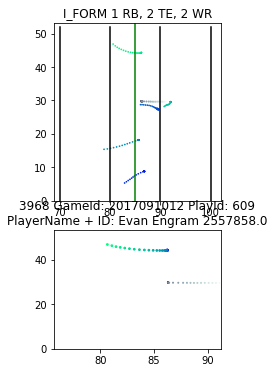 I_FORM 1 RB, 2 TE, 2 WR
50
40
30
20
10
0
70 80 90 100
3968 GameId: 2017091012 PlayId: 609
PlayerName + ID: Evan Engram 2557858.0
40
20
0
80 85 90